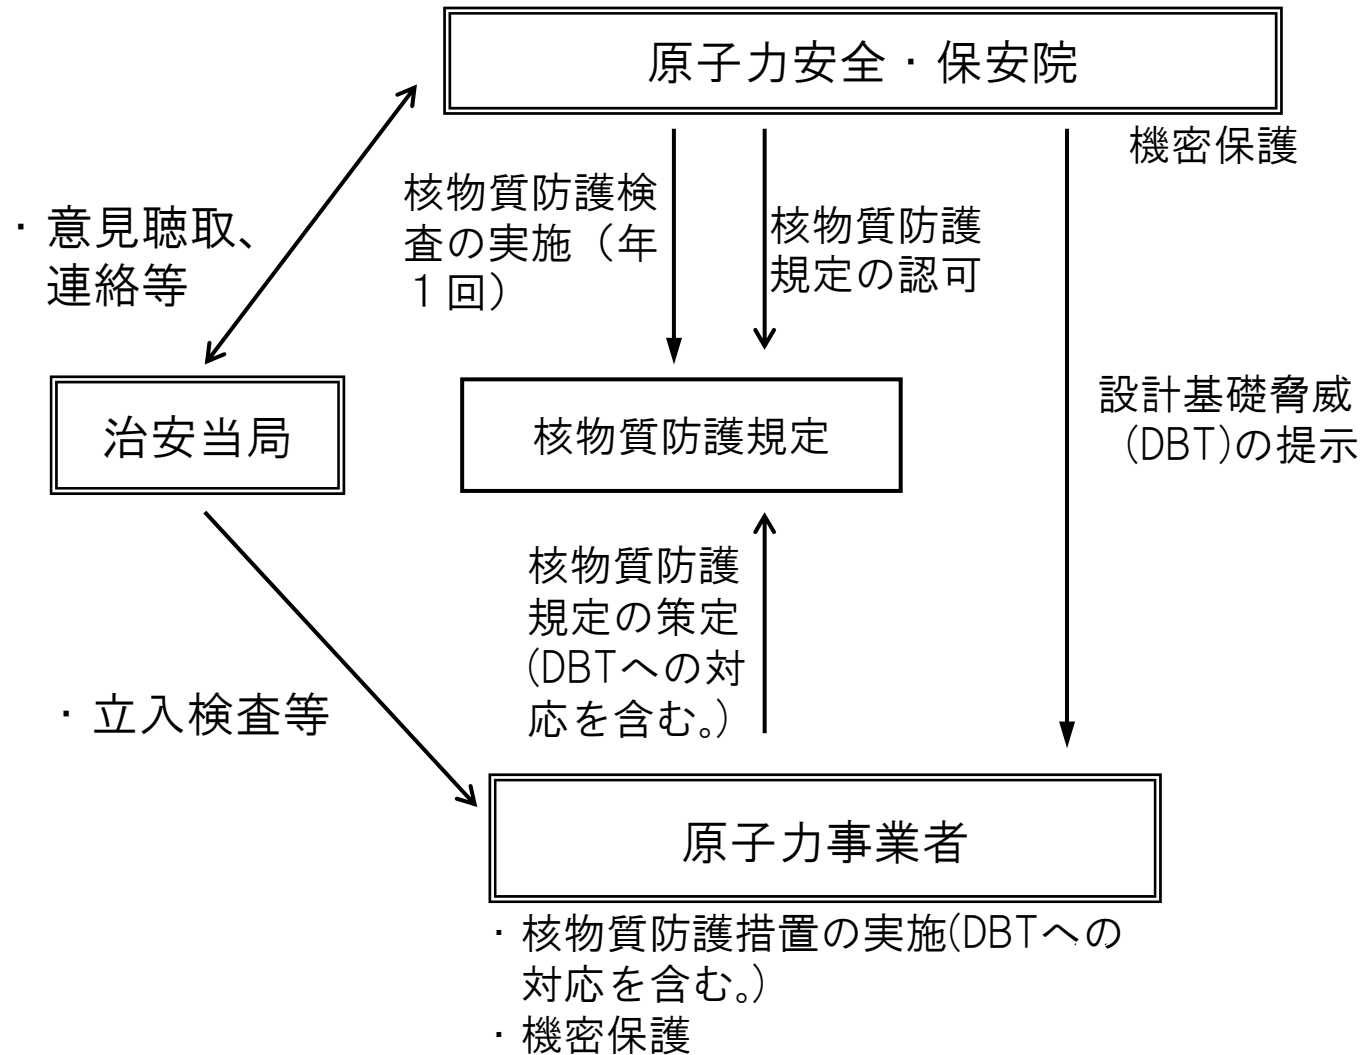 原子力安全・保安院
機密保護
核物質防護検
査の実施（年
１回）
核物質防護
規定の認可
・意見聴取、
連絡等
治安当局
核物質防護規定
設計基礎脅威
(DBT)の提示
核物質防護
規定の策定
(DBTへの対
応を含む。)
・立入検査等
原子力事業者
・核物質防護措置の実施(DBTへの
対応を含む。)
・機密保護